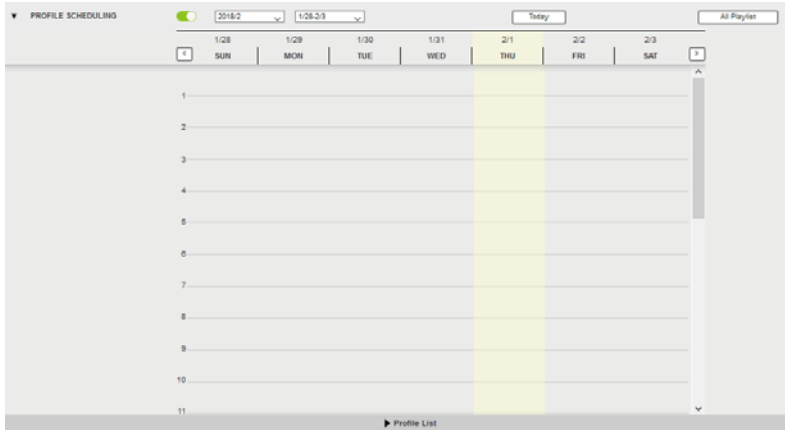 ▼ PROFILE SCHEDULING 2018/2 1/28-2/3 Today All Playlist
1/28 1/29 1/30 1/31 2/1 2/2 2/3
< SUN MON TUE WED THU FRI SAT >
1
2
3
4
5
6
7
8
9
10
11
▶ Profile List